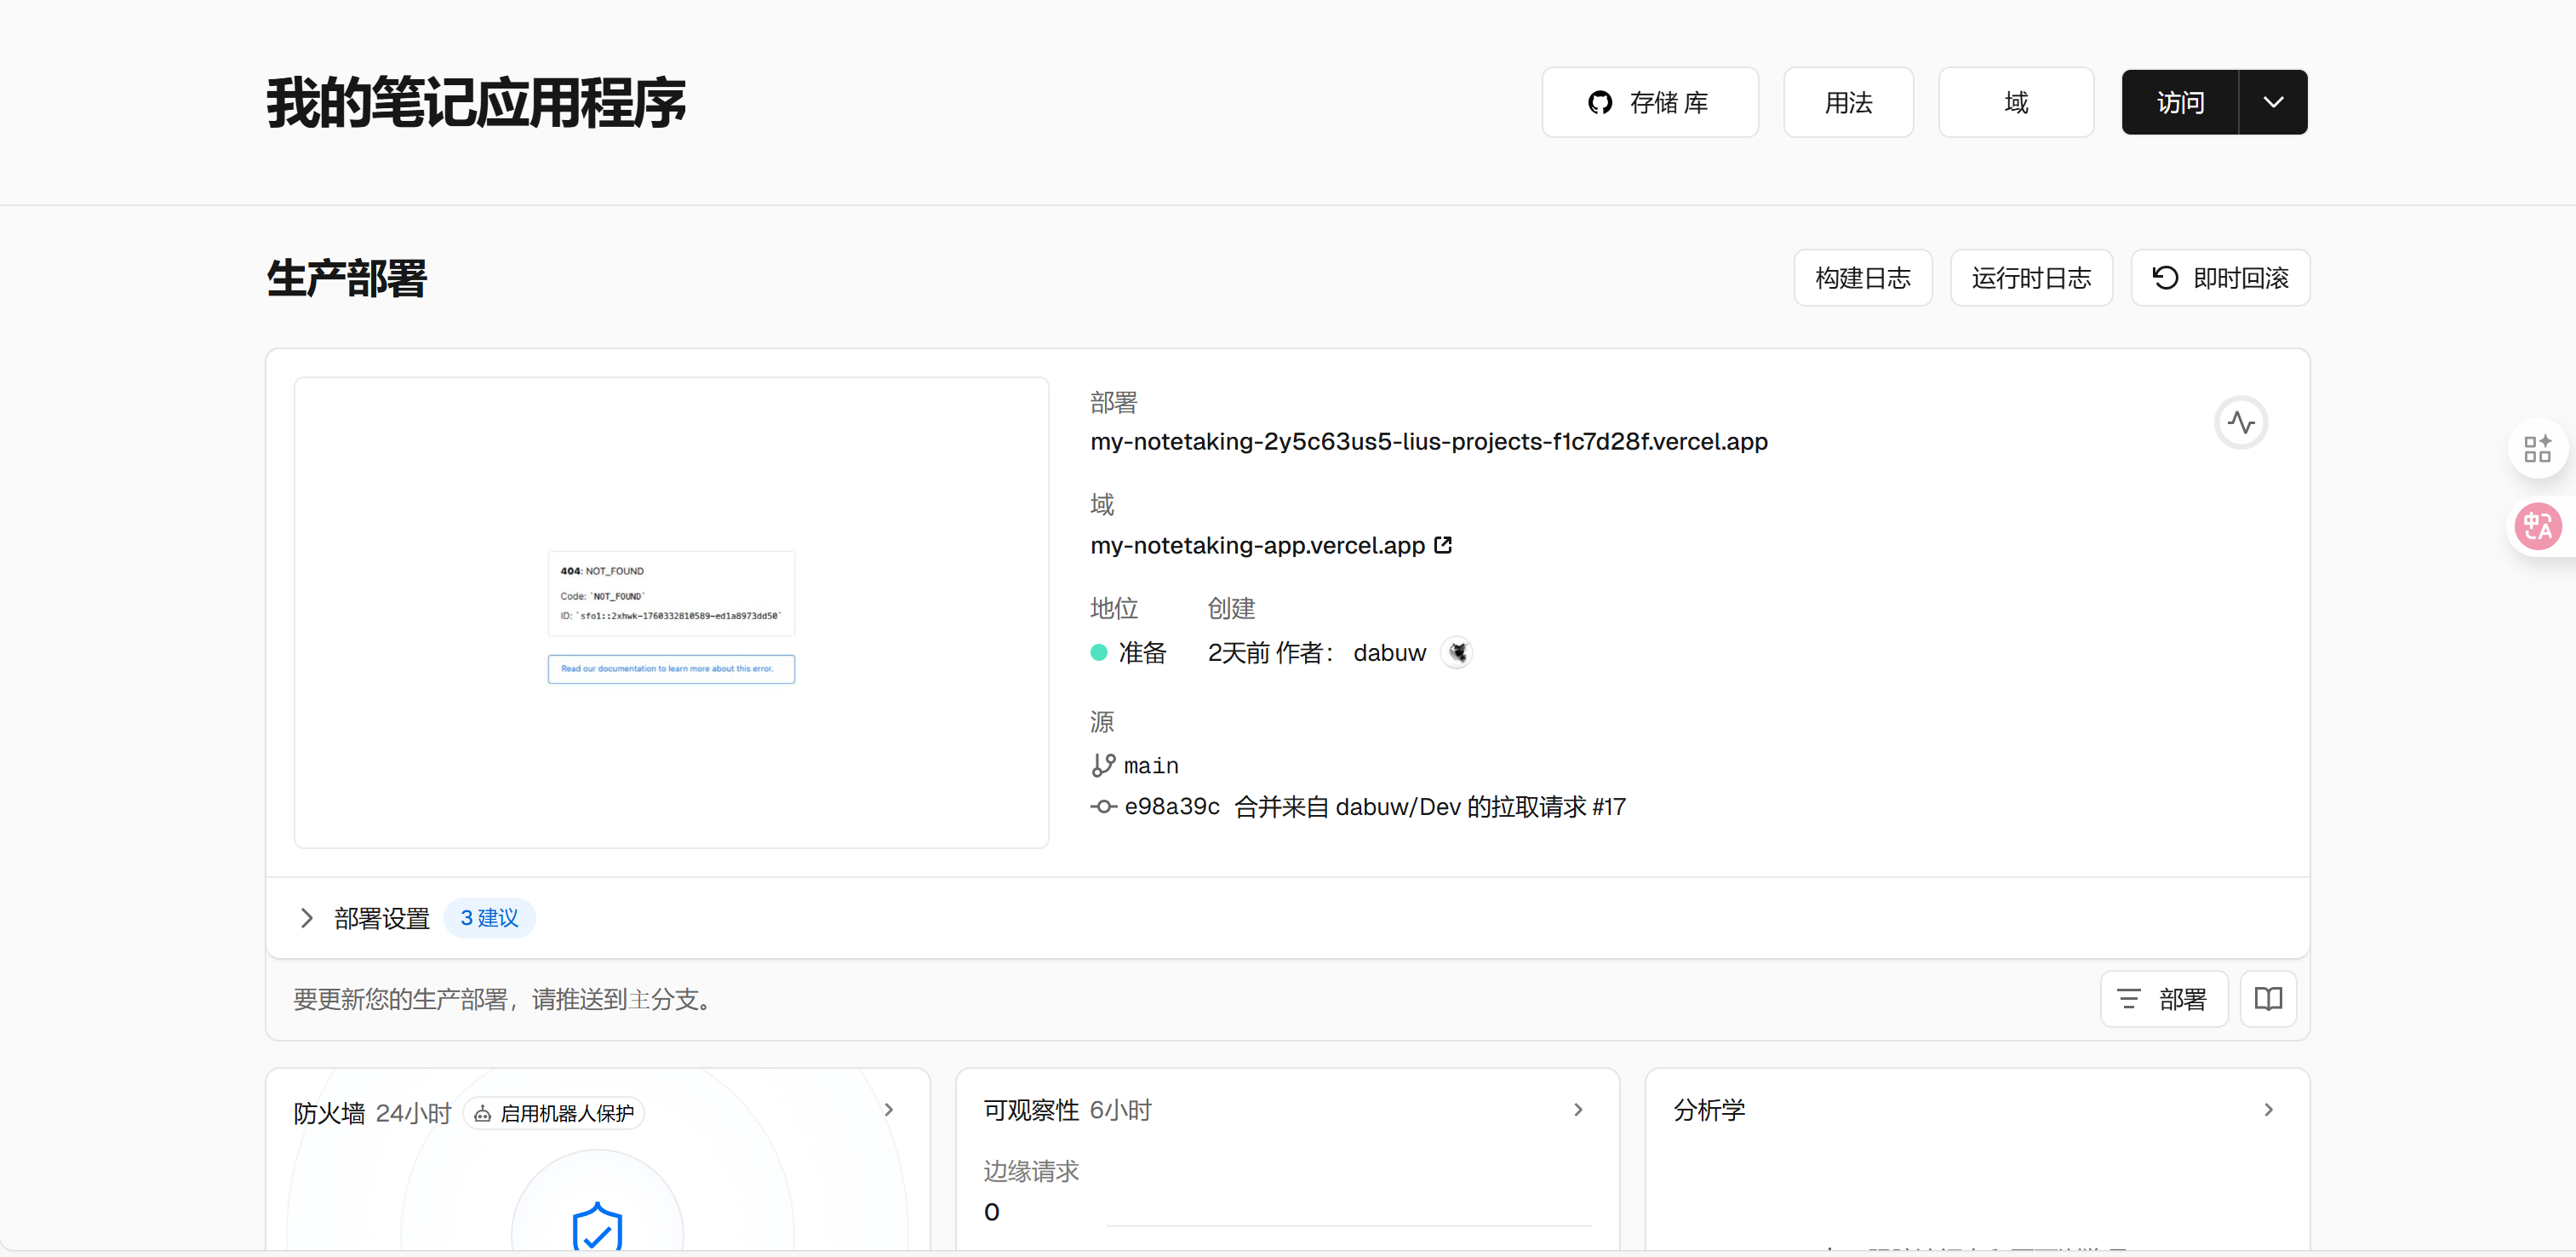 我的笔记应用程序
存储 库
用法
域
访问
生产部署
构建日志
运行时日志
即时回滚
404: NOT_FOUND
Code: `NOT_FOUND`
ID: `sfo1::2xhwk-1760332810589-ed1a8973dd50`
Read our documentation to learn more about this error.
部署
my-notetaking-2y5c63us5-lius-projects-f1c7d28f.vercel.app
域
my-notetaking-app.vercel.app
地位 创建
准备 2天前 作者： dabuw
源
main
e98a39c 合并来自 dabuw/Dev 的拉取请求 #17
部署设置 3 建议
要更新您的生产部署，请推送到主分支。
部署
防火墙 24小时 启用机器人保护
可观察性 6小时
边缘请求
0
分析学
中A